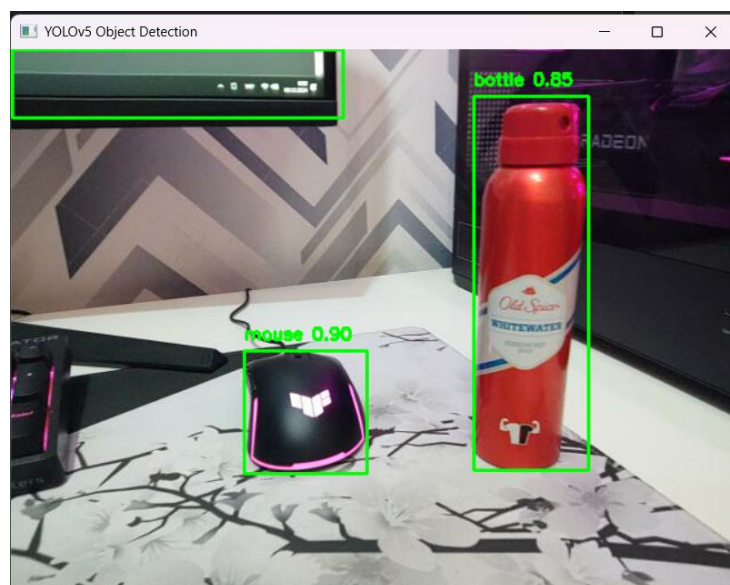 YOLOv5 Object Detection
bottle 0.85
RADEON
Old Spice
WHITEWATER
mouse 0.90